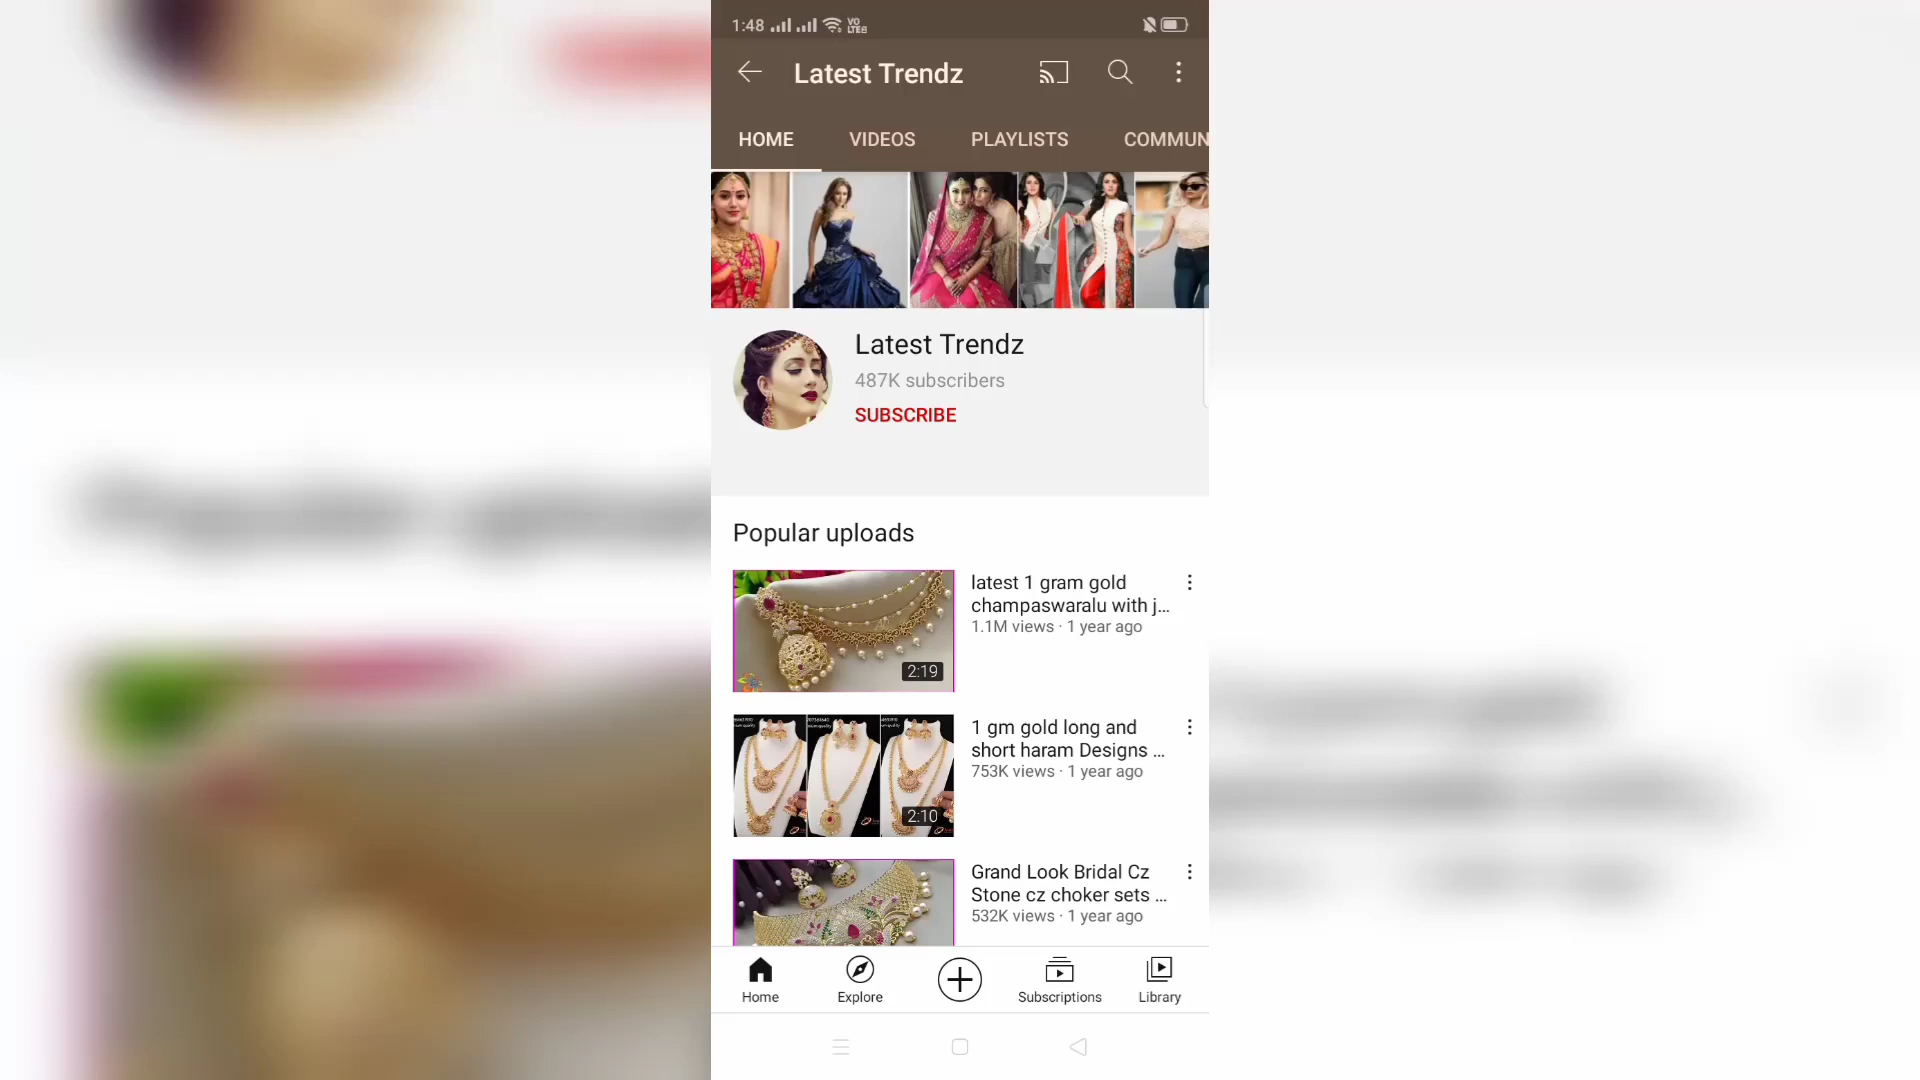 1:48 VO LTE
Latest Trendz
HOME VIDEOS PLAYLISTS COMMUN
Latest Trendz
487K subscribers
SUBSCRIBE
Popular uploads
latest 1 gram gold
champaswaralu with j...
1.1M views · 1 year ago
2:19
1 gm gold long and
short haram Designs ...
753K views · 1 year ago
2:10
Grand Look Bridal Cz
Stone cz choker sets ...
532K views · 1 year ago
Home Explore Subscriptions Library